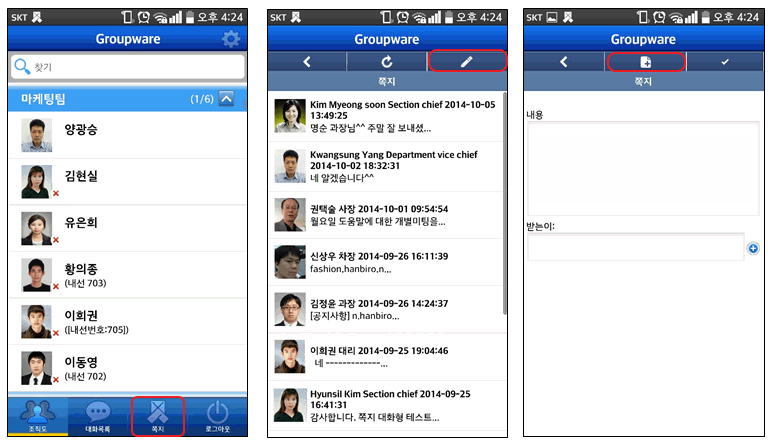 SKT 오후 4:24
Groupware
찾기
마케팅팀 (1/6)
양광승
김현실
유은희
황의종
(내선 703)
이희권
([내선번호:705])
이동영
(내선 702)
조직도 대화목록 쪽지 로그아웃
SKT 오후 4:24
Groupware
쪽지
Kim Myeong soon Section chief 2014-10-05
13:49:25
명순 과장님^^ 주말 잘 보내셨...
Kwangsung Yang Department vice chief
2014-10-02 18:32:31
네 알겠습니다^^
권택술 사장 2014-10-01 09:54:54
월요일 도움말에 대한 개별미팅을...
신상우 차장 2014-09-26 16:11:39
fashion,hanbiro,n...
김정윤 과장 2014-09-26 14:24:37
[공지사항] n,hanbiro...
이희권 대리 2014-09-25 19:04:46
네 -------------...
Hyunsil Kim Section chief 2014-09-25
16:41:31
감사합니다. 쪽지 대화형 테스트...
SKT 오후 4:24
Groupware
쪽지
내용
받는이: